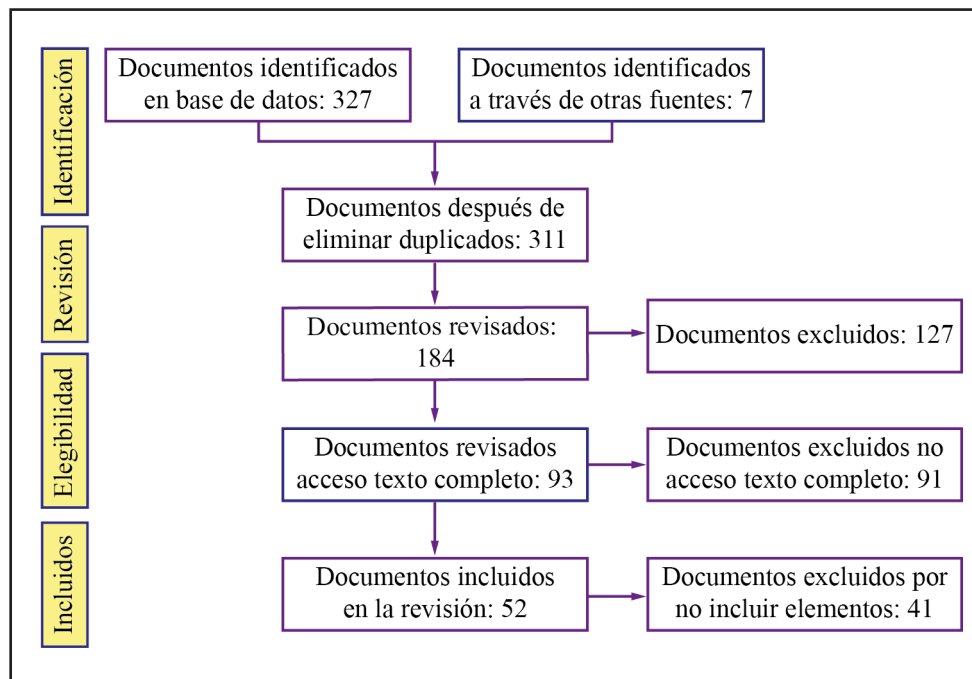 Identificación
Documentos identificados
en base de datos: 327
Documentos identificados
a través de otras fuentes: 7
Documentos después de
eliminar duplicados: 311
Revisión
Documentos revisados:
184
Documentos excluidos: 127
Elegibilidad
Documentos revisados
acceso texto completo: 93
Documentos excluidos no
acceso texto completo: 91
Incluidos
Documentos incluidos
en la revisión: 52
Documentos excluidos por
no incluir elementos: 41